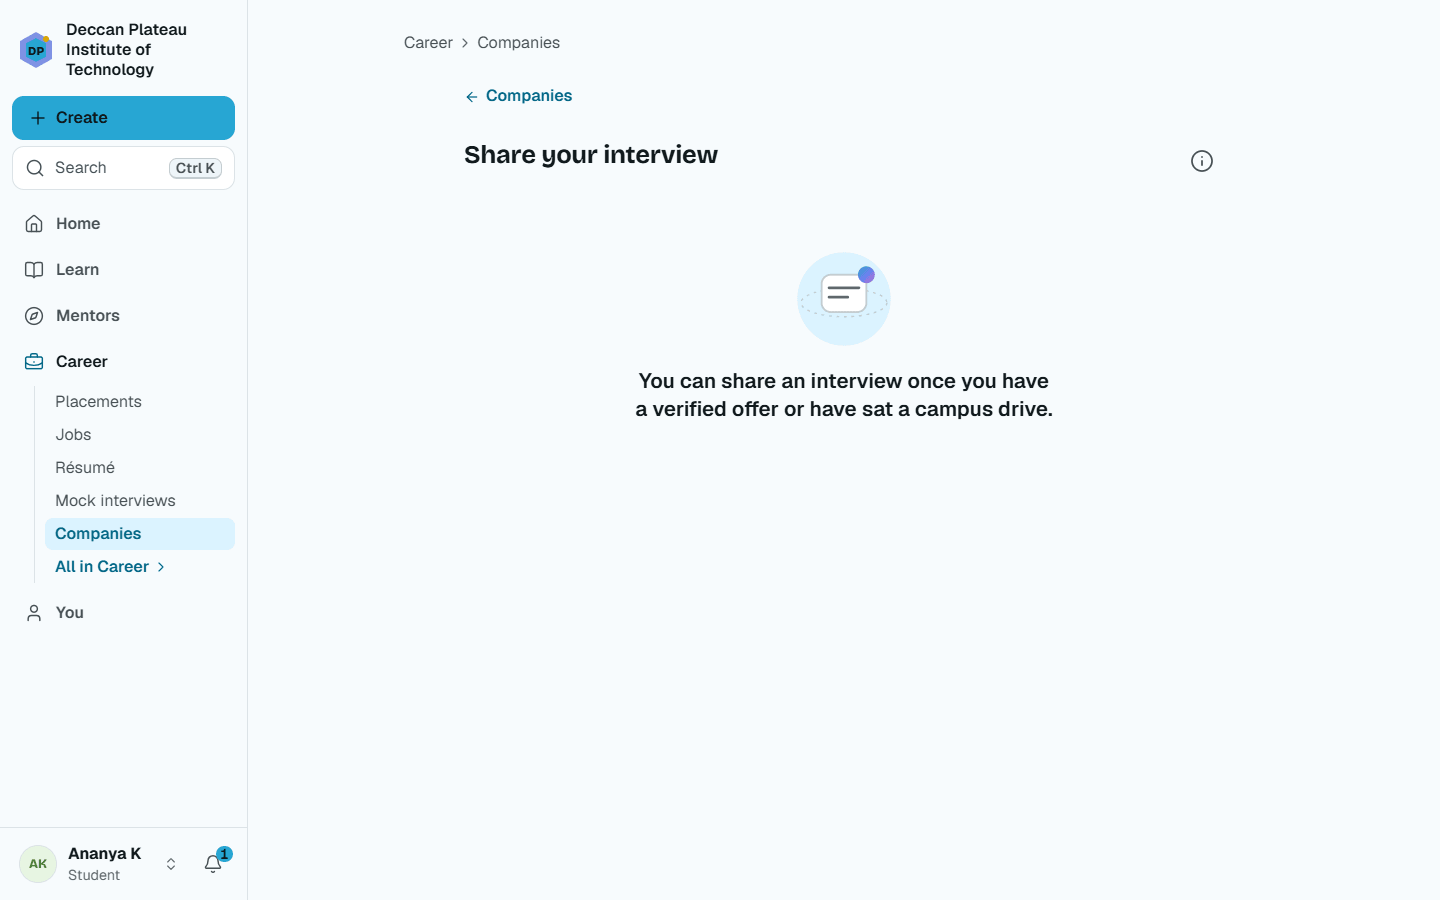 DP
Deccan Plateau
Institute of
Technology
Create
Search Ctrl K
Home
Learn
Mentors
Career
Placements
Jobs
Résumé
Mock interviews
Companies
All in Career
You
AK
Ananya K
Student
1
Career Companies
Companies
Share your interview
You can share an interview once you have
a verified offer or have sat a campus drive.